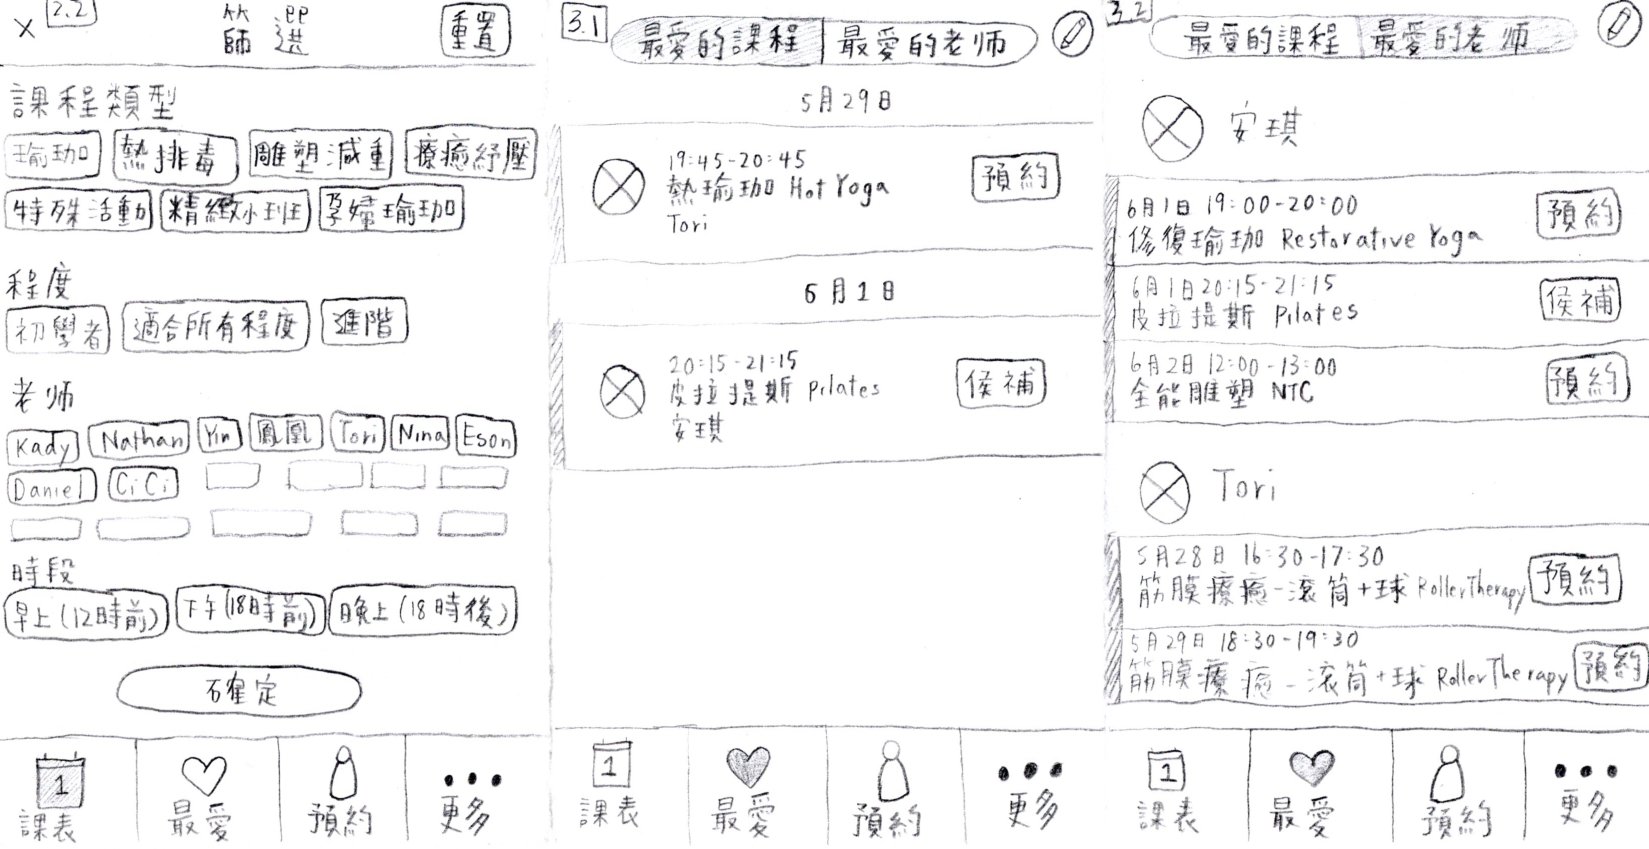 X 2.2 篩選 重置
課程類型
瑜珈 熱排毒 雕塑減重 療癒紓壓
特殊活動 精緻小班 孕婦瑜珈
程度
初學者 適合所有程度 進階
老师
Kady Nathan Yin 鳳凰 Tori Nina Eson
Daniel CiCi
時段
早上(12時前) 下午(18時前) 晚上(18時後)
確定
1
課表 最愛 預約 更多
3.1 最愛的課程 最愛的老师
5月29日
19:45-20:45
熱瑜珈 Hot Yoga
Tori
預約
6月1日
20:15-21:15
皮拉提斯 Pilates
安琪
候補
1
課表 最愛 預約 更多
3.2 最愛的課程 最愛的老师
安琪
6月1日 19:00-20:00
修復瑜珈 Restorative Yoga
預約
6月1日 20:15-21:15
皮拉提斯 Pilates
候補
6月2日 12:00-13:00
全能雕塑 NTC
預約
Tori
5月28日 16:30-17:30
筋膜療癒-滾筒+球 RollerTherapy
預約
5月29日 18:30-19:30
筋膜療癒-滾筒+球 RollerTherapy
預約
1
課表 最愛 預約 更多